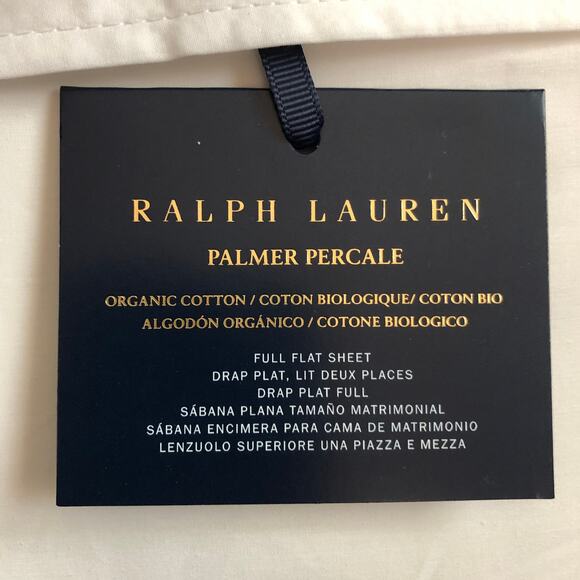 RALPH LAUREN
PALMER PERCALE
ORGANIC COTTON / COTON BIOLOGIQUE/ COTON BIO
ALGODÓN ORGÁNICO / COTONE BIOLOGICO
FULL FLAT SHEET
DRAP PLAT, LIT DEUX PLACES
DRAP PLAT FULL
SÁBANA PLANA TAMAÑO MATRIMONIAL
SÁBANA ENCIMERA PARA CAMA DE MATRIMONIO
LENZUOLO SUPERIORE UNA PIAZZA E MEZZA